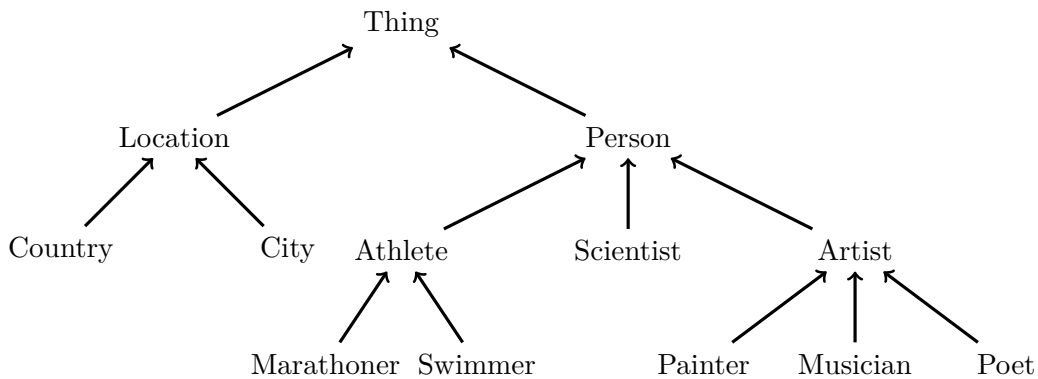 Thing
Location Person
Country City Athlete Scientist Artist
Marathoner Swimmer Painter Musician Poet